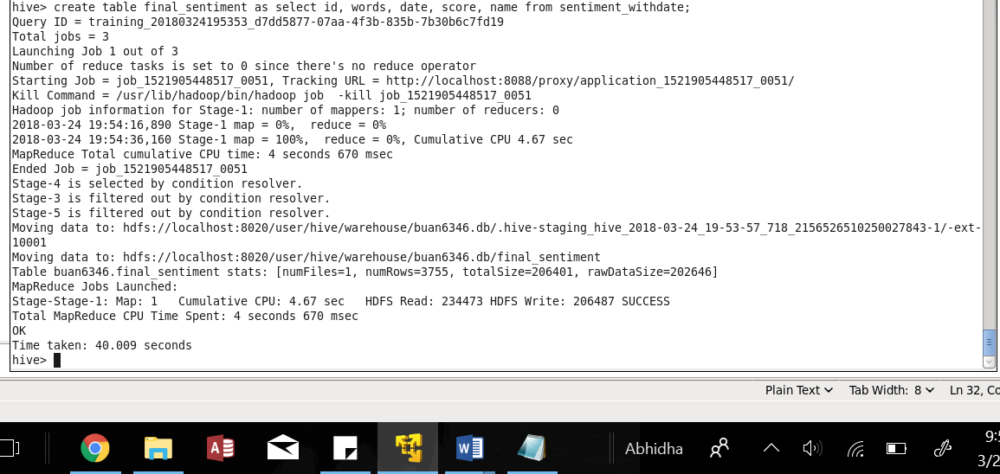 hive> create table final_sentiment as select id, words, date, score, name from sentiment_withdate;
Query ID = training_20180324195353_d7dd5877-07aa-4f3b-835b-7b30b6c7fd19
Total jobs = 3
Launching Job 1 out of 3
Number of reduce tasks is set to 0 since there's no reduce operator
Starting Job = job_1521905448517_0051, Tracking URL = http://localhost:8088/proxy/application_1521905448517_0051/
Kill Command = /usr/lib/hadoop/bin/hadoop job  -kill job_1521905448517_0051
Hadoop job information for Stage-1: number of mappers: 1; number of reducers: 0
2018-03-24 19:54:16,890 Stage-1 map = 0%,  reduce = 0%
2018-03-24 19:54:36,160 Stage-1 map = 100%,  reduce = 0%, Cumulative CPU 4.67 sec
MapReduce Total cumulative CPU time: 4 seconds 670 msec
Ended Job = job_1521905448517_0051
Stage-4 is selected by condition resolver.
Stage-3 is filtered out by condition resolver.
Stage-5 is filtered out by condition resolver.
Moving data to: hdfs://localhost:8020/user/hive/warehouse/buan6346.db/.hive-staging_hive_2018-03-24_19-53-57_718_2156526510250027843-1/-ext-
10001
Moving data to: hdfs://localhost:8020/user/hive/warehouse/buan6346.db/final_sentiment
Table buan6346.final_sentiment stats: [numFiles=1, numRows=3755, totalSize=206401, rawDataSize=202646]
MapReduce Jobs Launched:
Stage-Stage-1: Map: 1   Cumulative CPU: 4.67 sec   HDFS Read: 234473 HDFS Write: 206487 SUCCESS
Total MapReduce CPU Time Spent: 4 seconds 670 msec
OK
Time taken: 40.009 seconds
hive>
Plain Text Tab Width: 8 Ln 32,
Abhidha